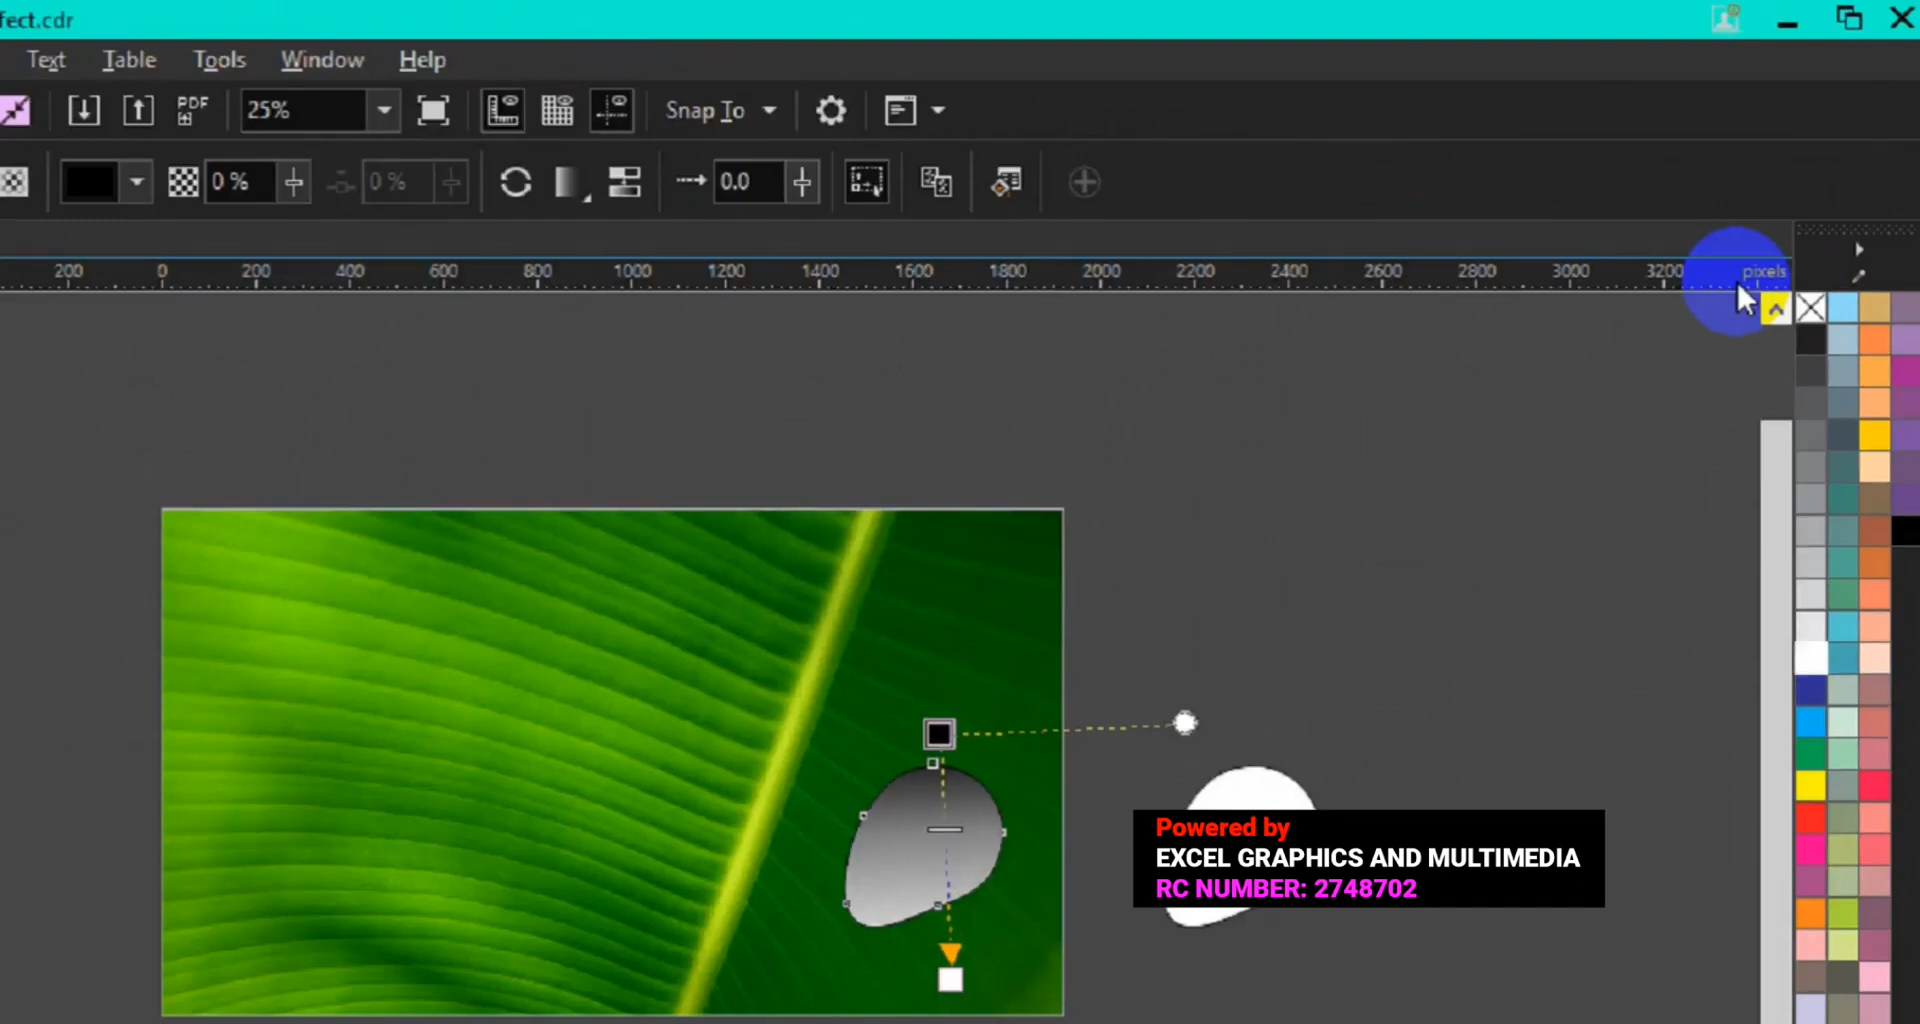 fect.cdr
Text Table Tools Window Help
PDF 25% Snap To
0 % 0 % 0.0
200 0 200 400 600 800 1000 1200 1400 1600 1800 2000 2200 2400 2600 2800 3000 3200 pixels
Powered by
EXCEL GRAPHICS AND MULTIMEDIA
RC NUMBER: 2748702